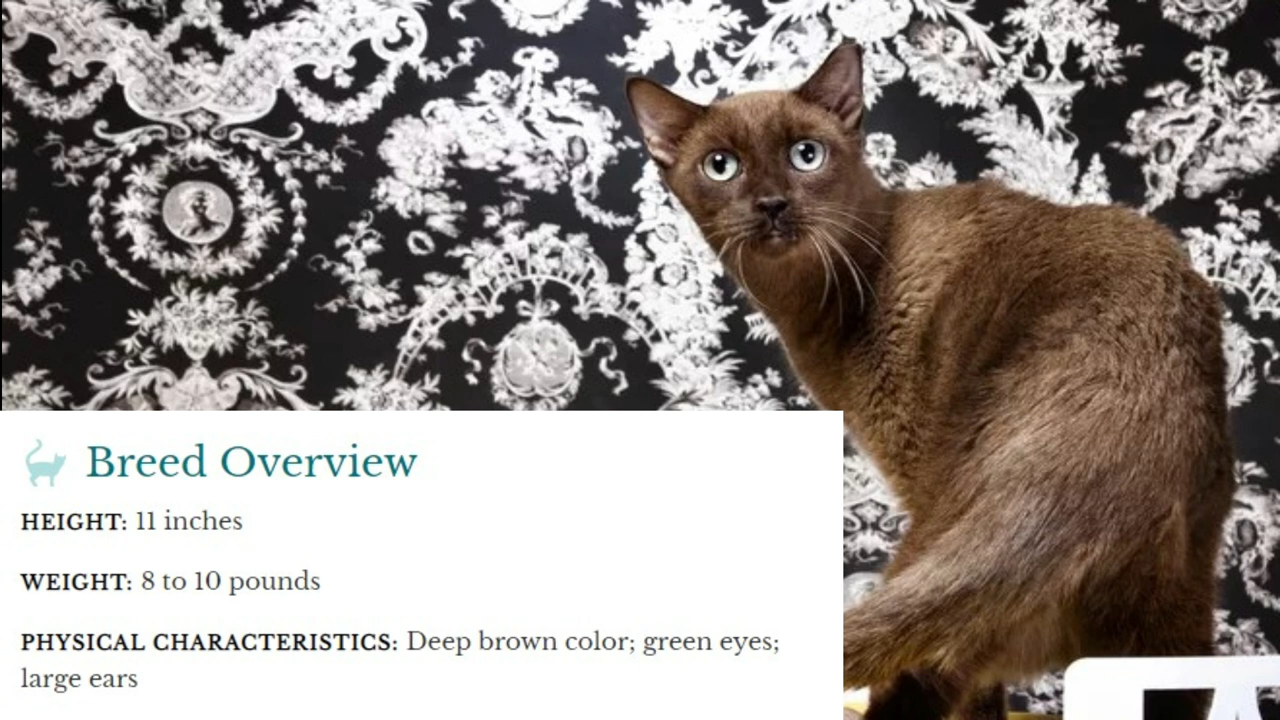 Breed Overview
HEIGHT: 11 inches
WEIGHT: 8 to 10 pounds
PHYSICAL CHARACTERISTICS: Deep brown color; green eyes;
large ears